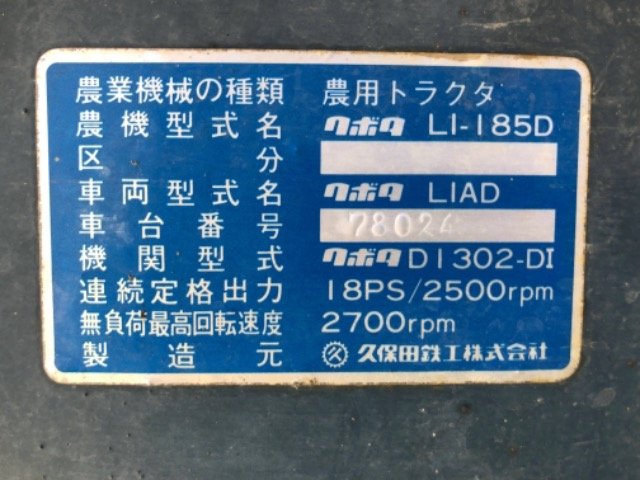 農業機械の種類 農用トラクタ
農機型式名 クボタ L1-185D
区分
車両型式名 クボタ L1AD
車台番号 78024
機関型式 クボタ D1302-DI
連続定格出力 18PS/2500rpm
無負荷最高回転速度 2700rpm
製造元 久保田鉄工株式会社